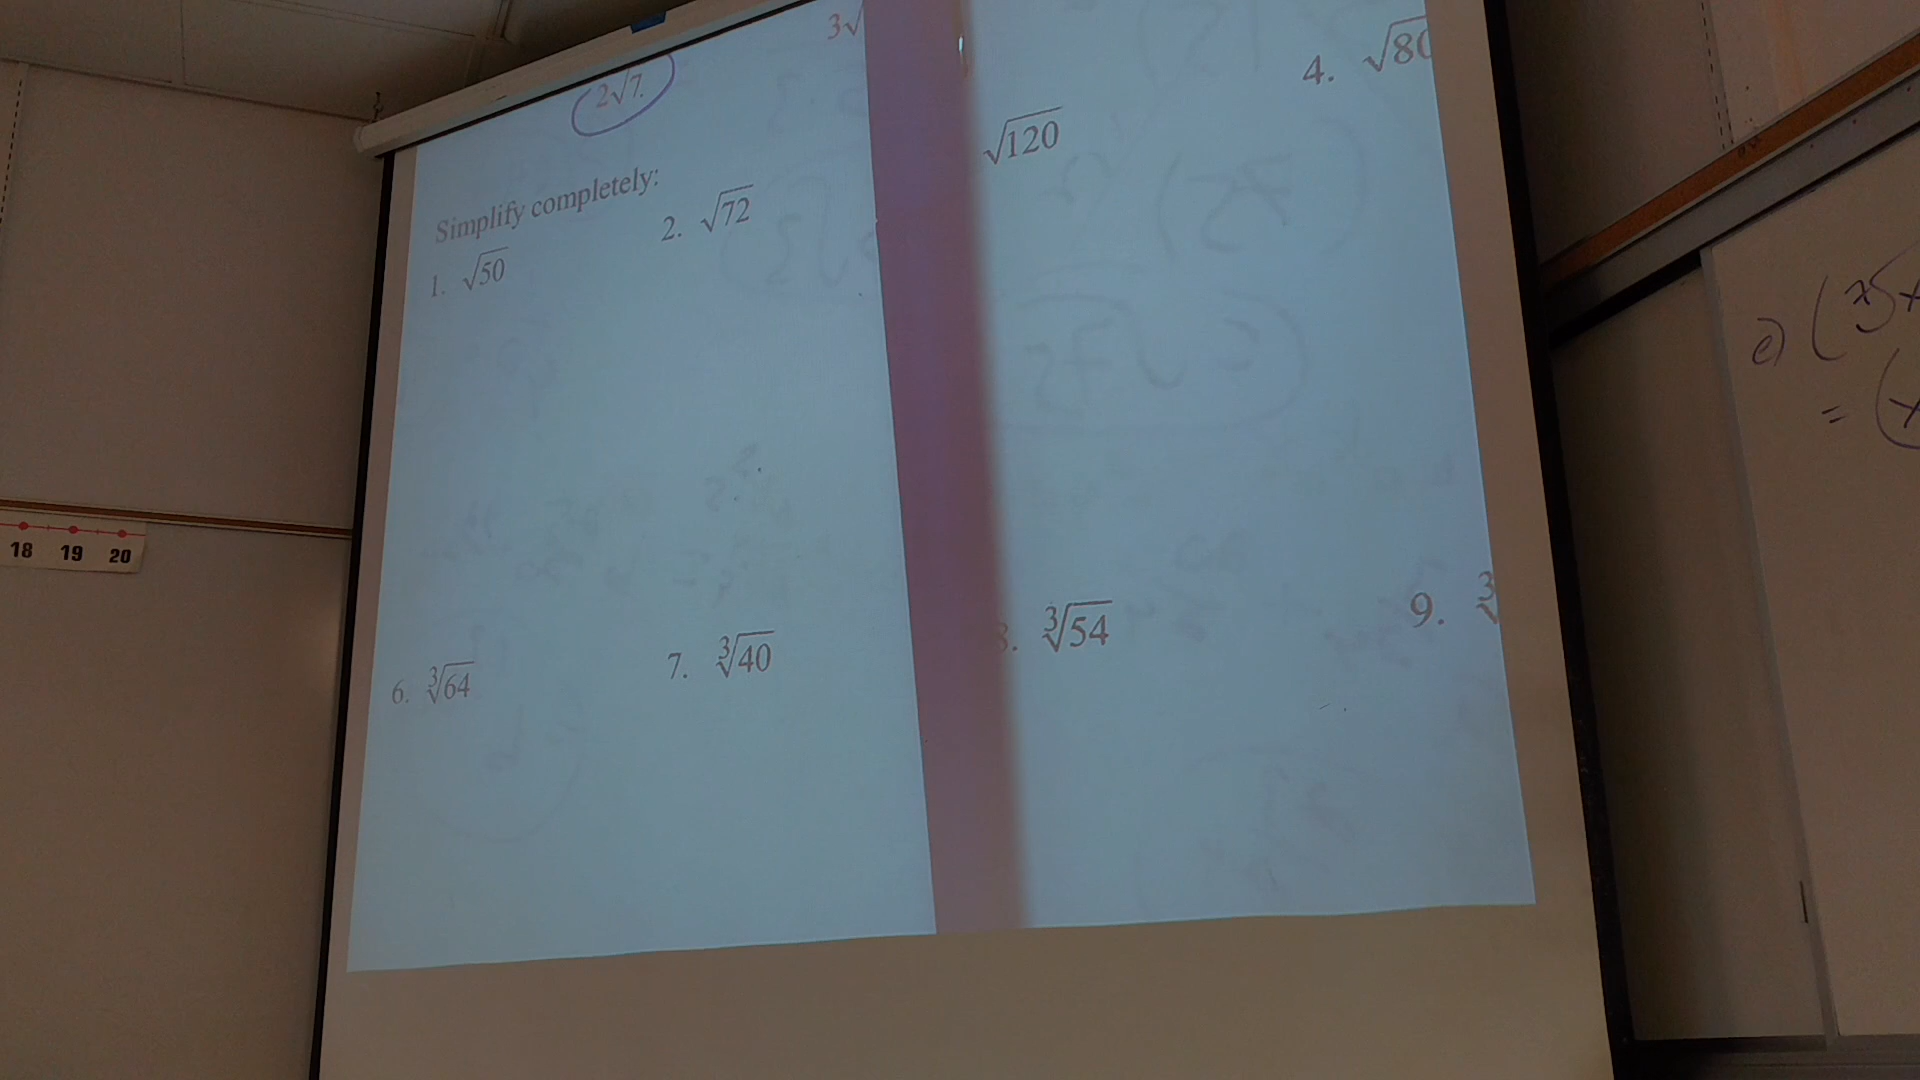 3√
2√7.
4. √80
√120
Simplify completely:
1. √50
2. √72
e) (x
= (x
18 19 20
6. ∛64
7. ∛40
8. ∛54
9. ∛